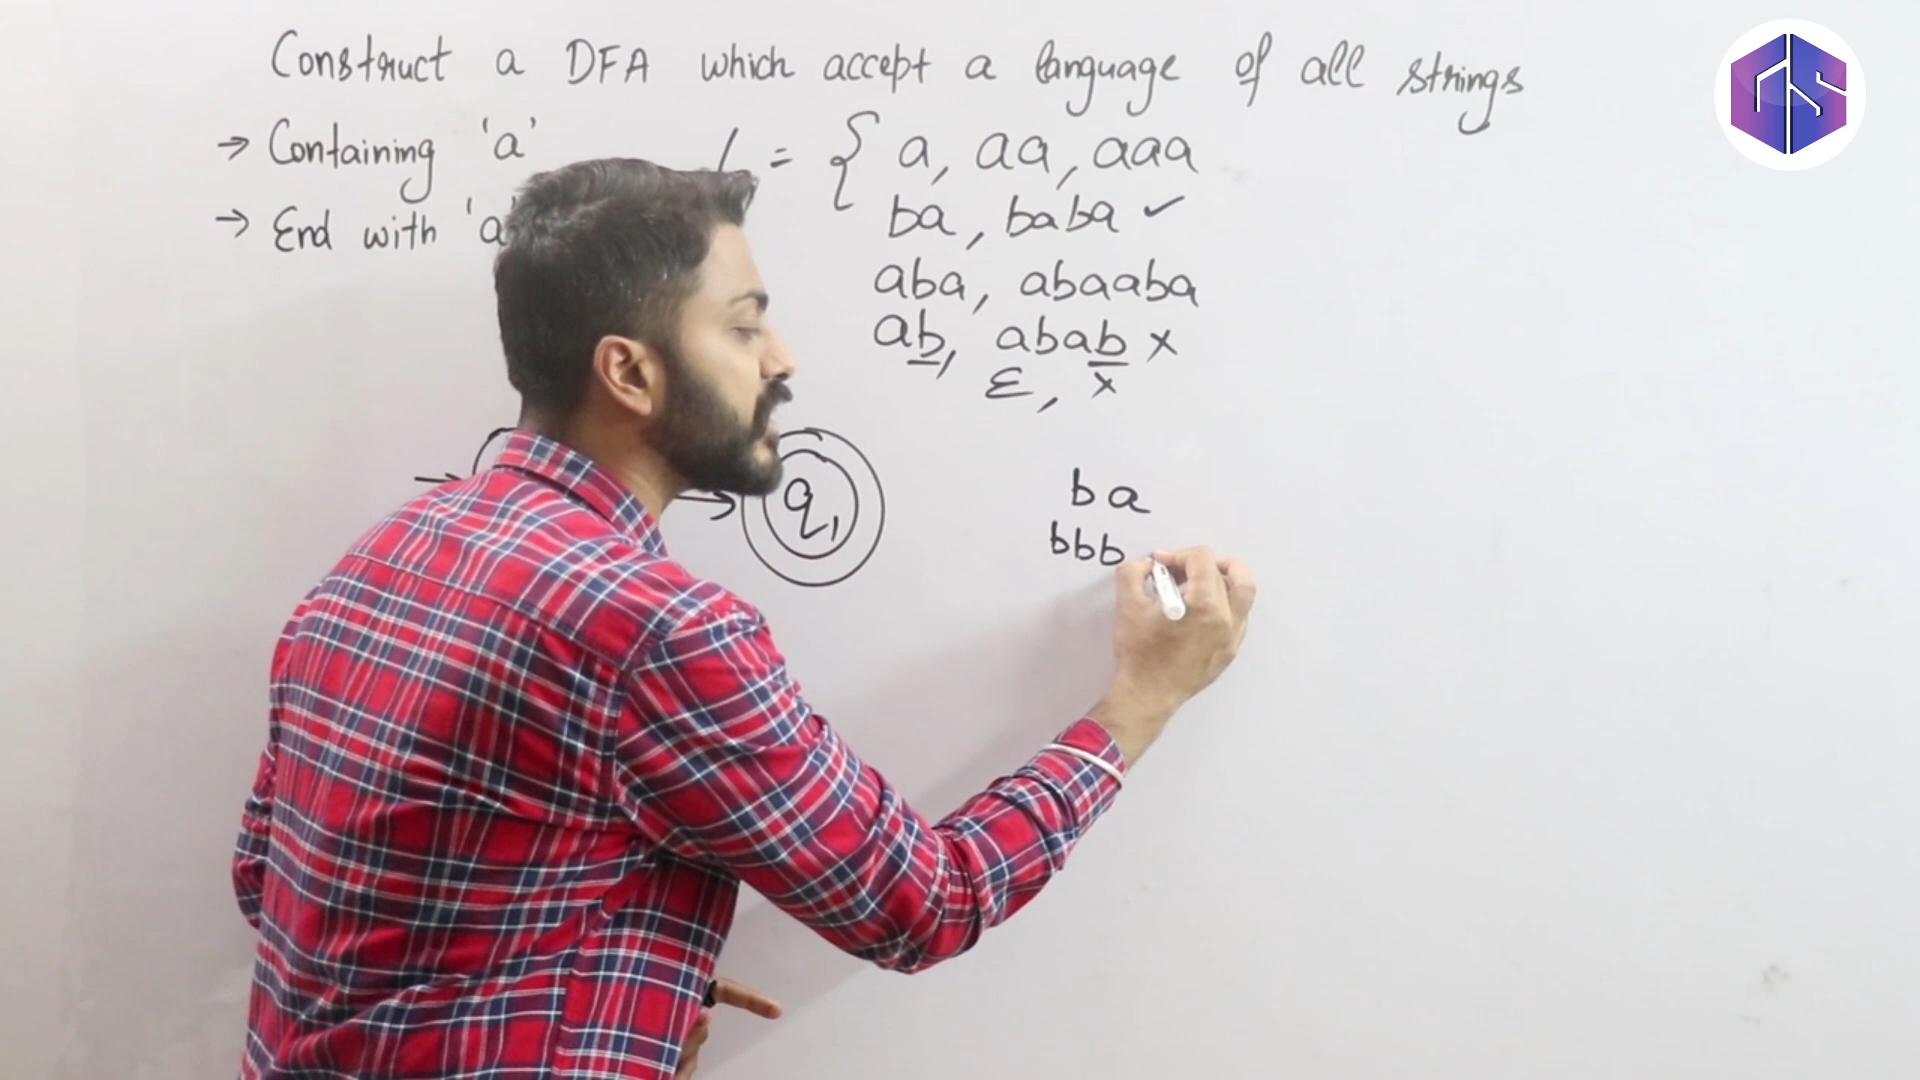 Construct a DFA which accept a language of all strings
→ Containing 'a'
→ End with 'a'
= { a, aa, aaa
ba, baba ✓
aba, abaaba
ab, abab ×
ε, ×
q1
ba
bbb